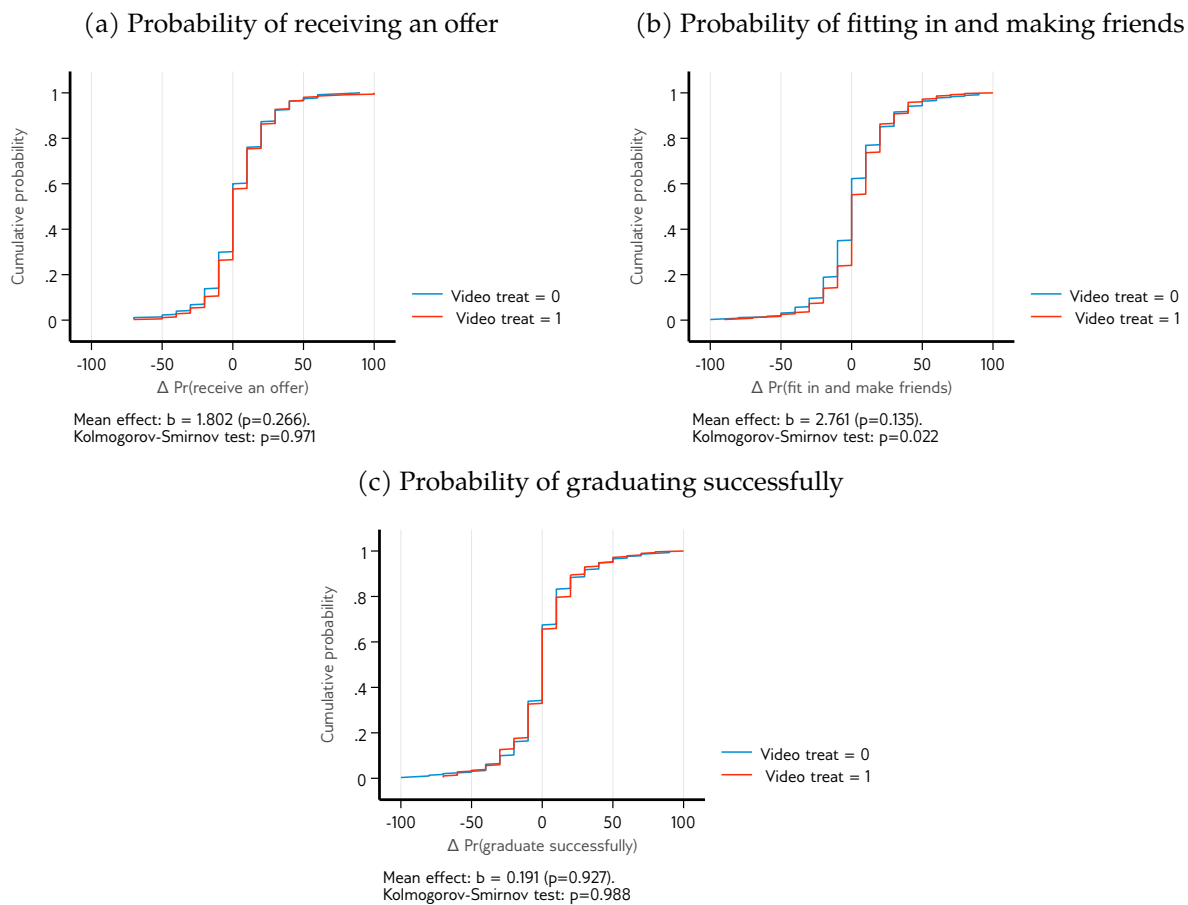 (a) Probability of receiving an offer
1
.8
.6
.4
.2
0
Cumulative probability
-100 -50 0 50 100
Δ Pr(receive an offer)
Video treat = 0
Video treat = 1
Mean effect: b = 1.802 (p=0.266).
Kolmogorov-Smirnov test: p=0.971
(b) Probability of fitting in and making friends
1
.8
.6
.4
.2
0
Cumulative probability
-100 -50 0 50 100
Δ Pr(fit in and make friends)
Video treat = 0
Video treat = 1
Mean effect: b = 2.761 (p=0.135).
Kolmogorov-Smirnov test: p=0.022
(c) Probability of graduating successfully
1
.8
.6
.4
.2
0
Cumulative probability
-100 -50 0 50 100
Δ Pr(graduate successfully)
Video treat = 0
Video treat = 1
Mean effect: b = 0.191 (p=0.927).
Kolmogorov-Smirnov test: p=0.988